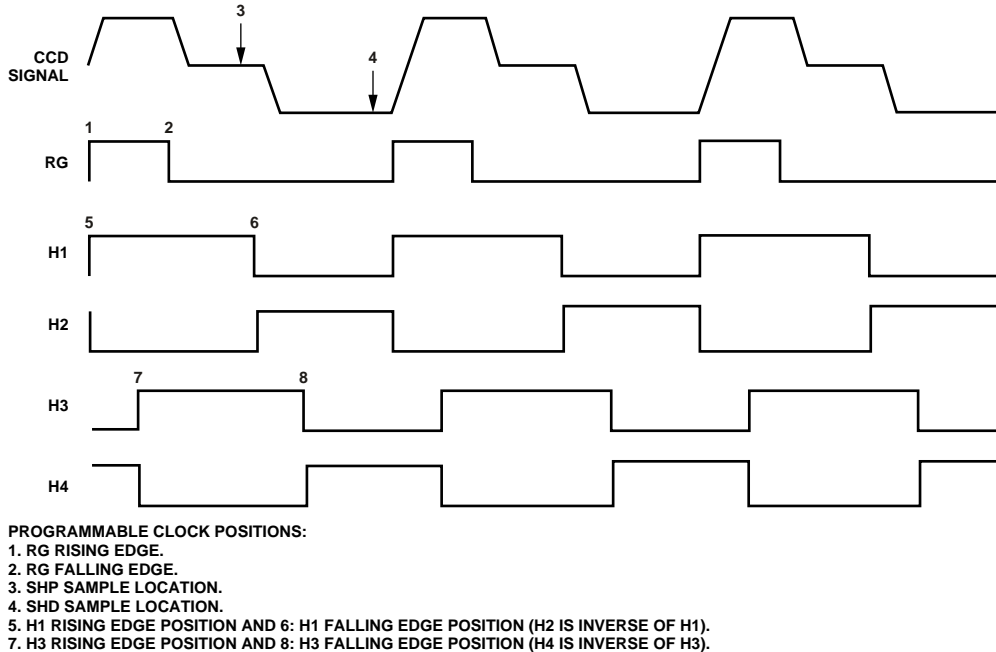 3
CCD
SIGNAL
4
1 2
RG
5 6
H1
H2
7 8
H3
H4
PROGRAMMABLE CLOCK POSITIONS:
1. RG RISING EDGE.
2. RG FALLING EDGE.
3. SHP SAMPLE LOCATION.
4. SHD SAMPLE LOCATION.
5. H1 RISING EDGE POSITION AND 6: H1 FALLING EDGE POSITION (H2 IS INVERSE OF H1).
7. H3 RISING EDGE POSITION AND 8: H3 FALLING EDGE POSITION (H4 IS INVERSE OF H3).